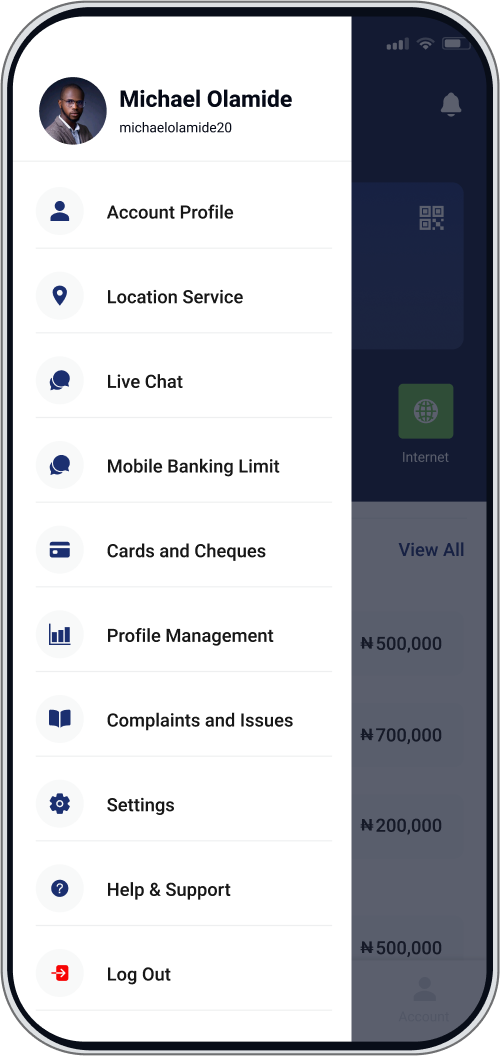 Michael Olamide
michaelolamide20
Account Profile
Location Service
Live Chat
Mobile Banking Limit
Cards and Cheques
Profile Management
Complaints and Issues
Settings
Help & Support
Log Out
Internet
View All
₦500,000
₦700,000
₦200,000
₦500,000
Account